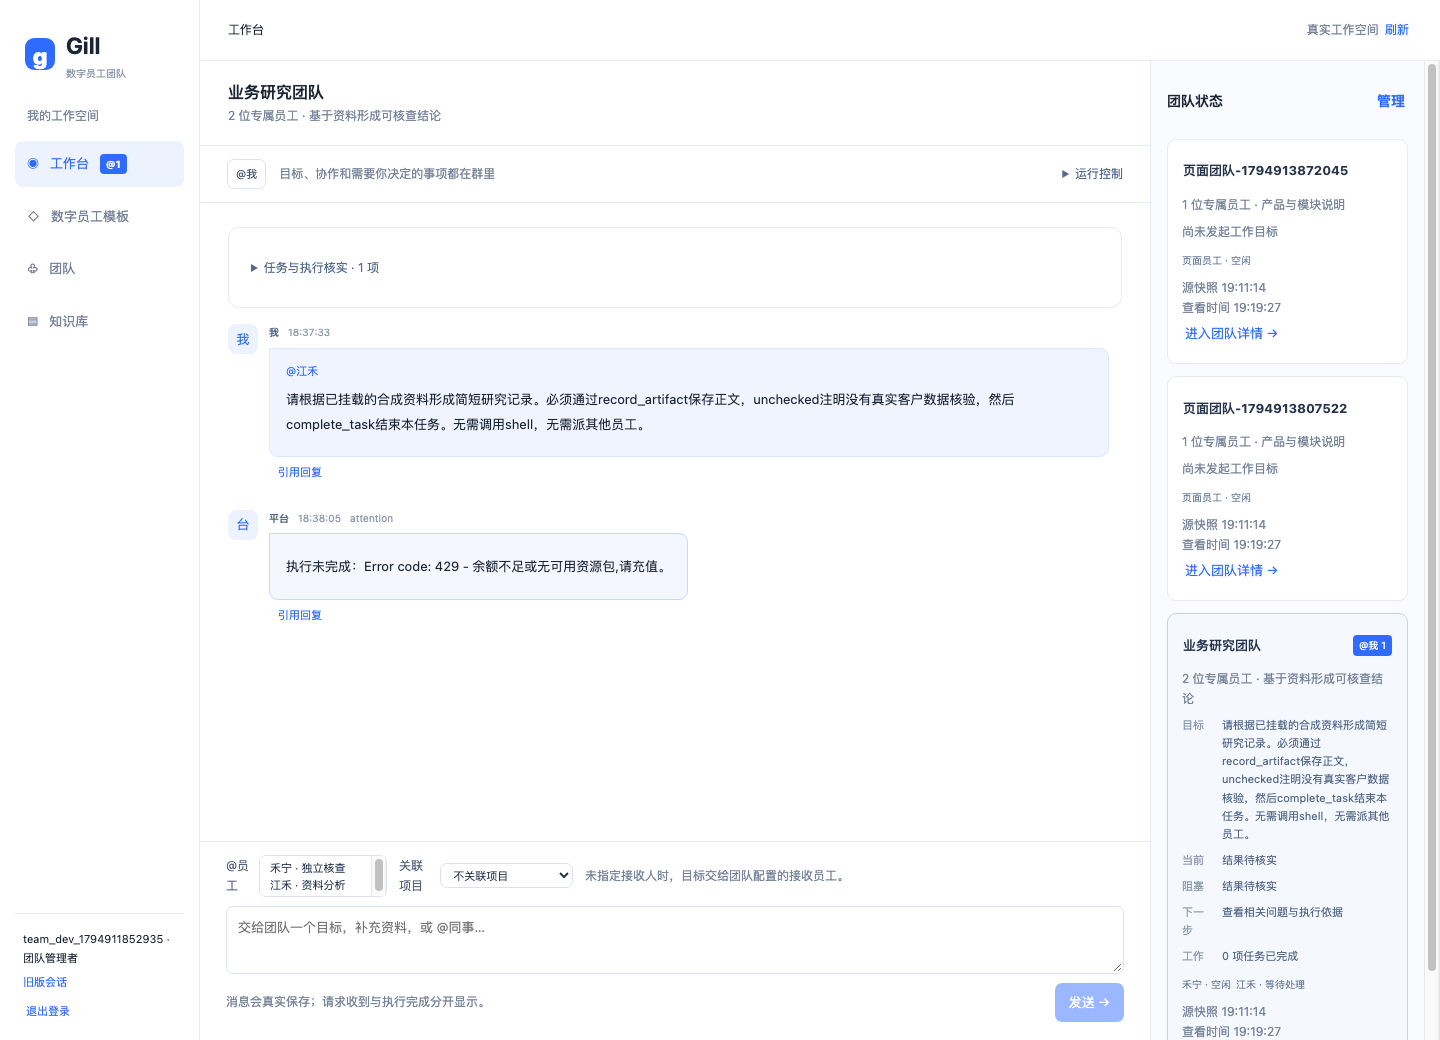 g
Gill
数字员工团队
我的工作空间
工作台 @1
数字员工模板
团队
知识库
team_dev_1794911852935 ·
团队管理者
旧版会话
退出登录
工作台
真实工作空间 刷新
业务研究团队
2 位专属员工 · 基于资料形成可核查结论
@我 目标、协作和需要你决定的事项都在群里
运行控制
任务与执行核实 · 1 项
我
我 18:37:33
@江禾
请根据已挂载的合成资料形成简短研究记录。必须通过record_artifact保存正文，unchecked注明没有真实客户数据核验，然后
complete_task结束本任务。无需调用shell，无需派其他员工。
引用回复
台
平台 18:38:05 attention
执行未完成：Error code: 429 - 余额不足或无可用资源包,请充值。
引用回复
@员
工
禾宁 · 独立核查
江禾 · 资料分析
关联
项目
不关联项目
未指定接收人时，目标交给团队配置的接收员工。
交给团队一个目标，补充资料，或 @同事...
消息会真实保存；请求收到与执行完成分开显示。
发送 →
团队状态
管理
页面团队-1794913872045
1 位专属员工 · 产品与模块说明
尚未发起工作目标
页面员工 · 空闲
源快照 19:11:14
查看时间 19:19:27
进入团队详情 →
页面团队-1794913807522
1 位专属员工 · 产品与模块说明
尚未发起工作目标
页面员工 · 空闲
源快照 19:11:14
查看时间 19:19:27
进入团队详情 →
业务研究团队
@我 1
2 位专属员工 · 基于资料形成可核查结
论
目标 请根据已挂载的合成资料形成简短
研究记录。必须通过
record_artifact保存正文，
unchecked注明没有真实客户数据
核验，然后complete_task结束本
任务。无需调用shell，无需派其他
员工。
当前 结果待核实
阻塞 结果待核实
下一
步
查看相关问题与执行依据
工作 0 项任务已完成
禾宁 · 空闲 江禾 · 等待处理
源快照 19:11:14
查看时间 19:19:27